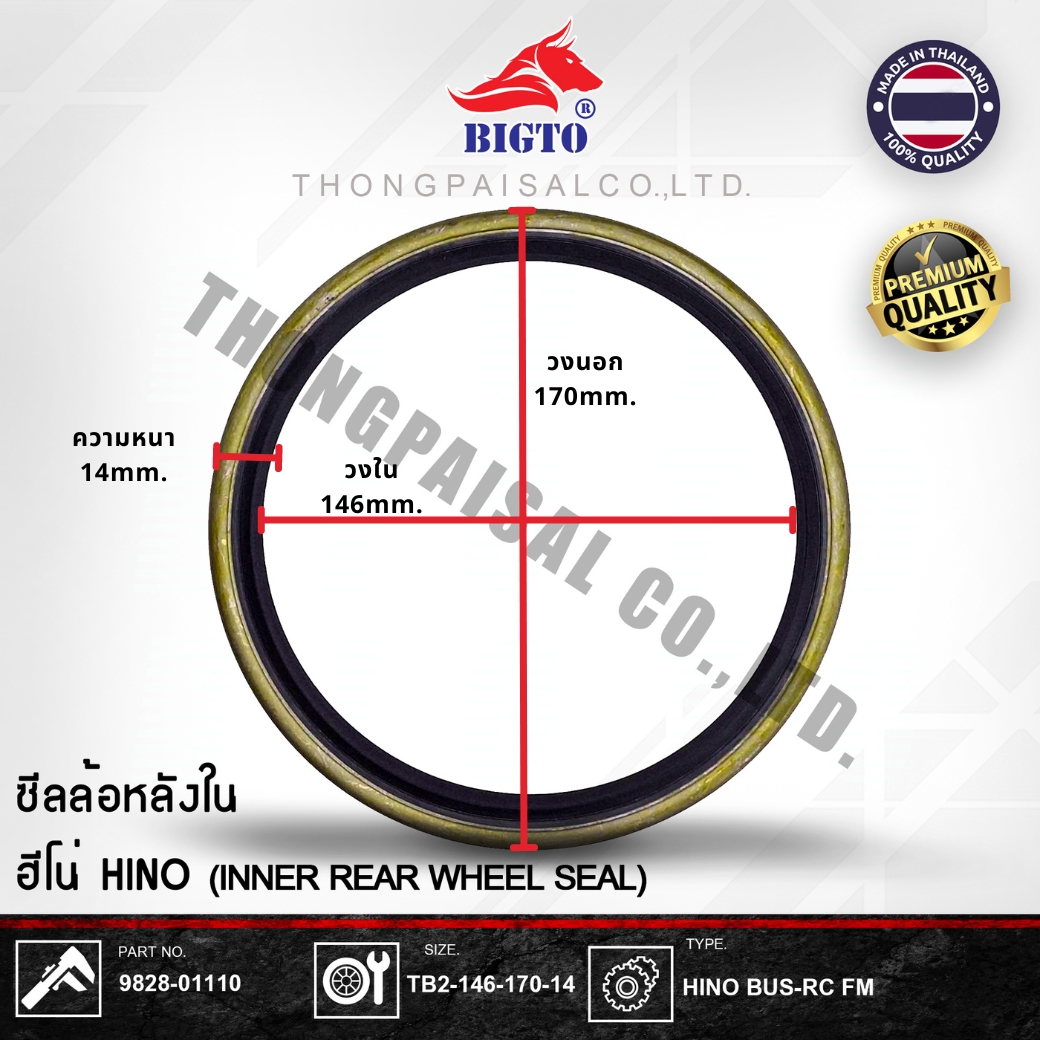 BIGTO®
THONGPAISALCO.,LTD.
MADE IN THAILAND
100% QUALITY
PREMIUM QUALITY ★★★ PREMIUM QUALITY
PREMIUM
QUALITY
THONGPAISAL CO.,LTD.
วงนอก
170mm.
ความหนา
14mm.
วงใน
146mm.
ซีลล้อหลังใน
ฮีโน่ HINO (INNER REAR WHEEL SEAL)
PART NO.
9828-01110
SIZE.
TB2-146-170-14
TYPE.
HINO BUS-RC FM